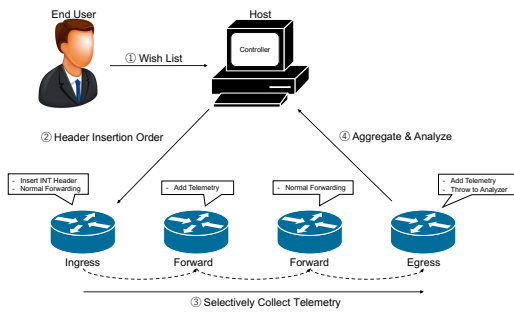 End User
Host
Controller
① Wish List
② Header Insertion Order
④ Aggregate & Analyze
- Insert INT Header
- Normal Forwarding
- Add Telemetry
- Normal Forwarding
- Add Telemetry
- Throw to Analyzer
Ingress
Forward
Forward
Egress
③ Selectively Collect Telemetry